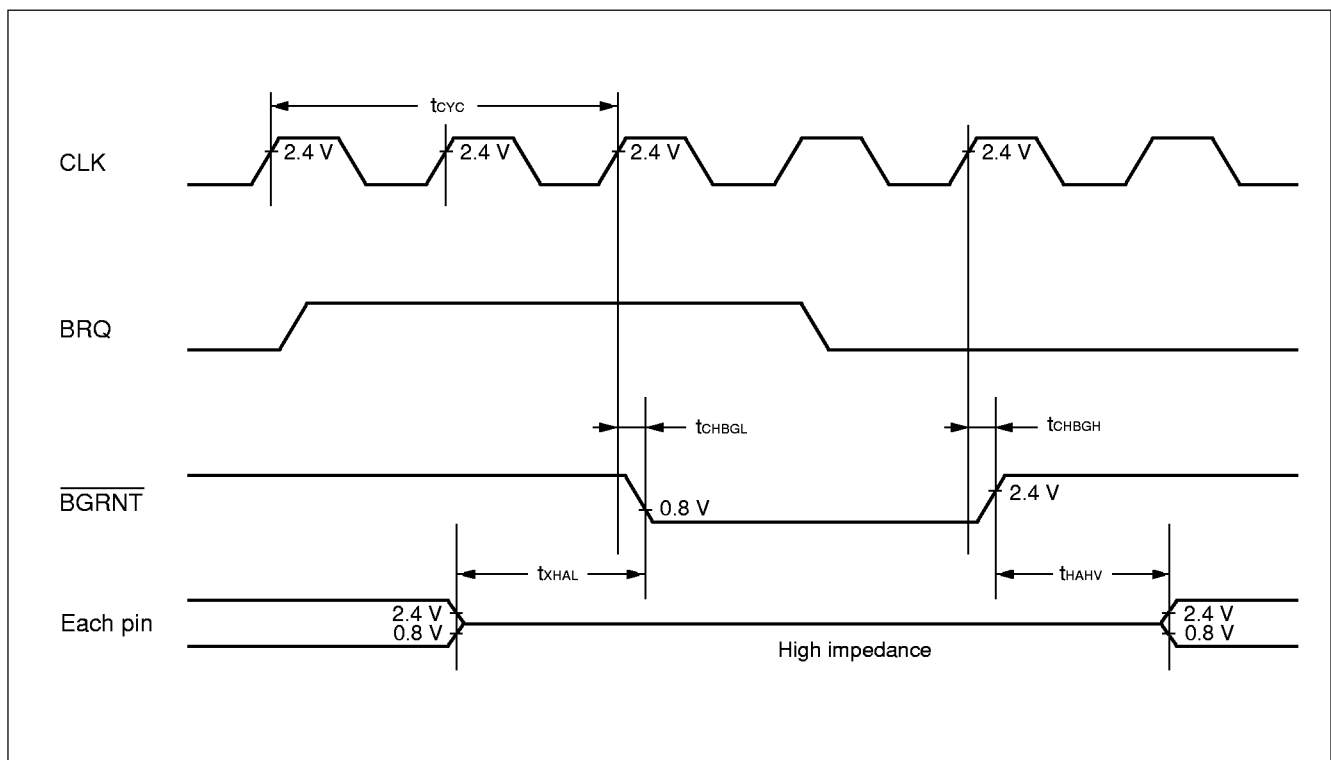 tCYC
CLK
2.4 V 2.4 V 2.4 V 2.4 V
BRQ
tCHBGL tCHBGH
BGRNT
0.8 V 2.4 V
tXHAL tHAHV
Each pin
2.4 V 2.4 V
0.8 V 0.8 V
High impedance